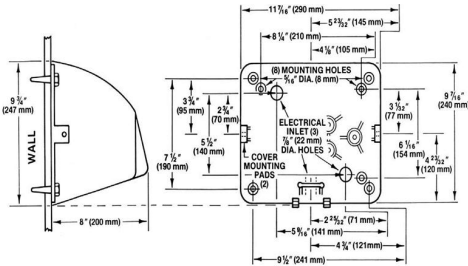 11 7/16" (290 mm)
5 23/32" (145 mm)
8 1/4" (210 mm)
4 1/8" (105 mm)
(8) MOUNTING HOLES
5/16" DIA. (8 mm)
9 3/4"
(247 mm)
WALL
8" (200 mm)
3 3/4"
(95 mm)
2 3/4"
(70 mm)
5 1/2"
(140 mm)
7 1/2"
(190 mm)
ELECTRICAL
INLET (3)
7/8" (22 mm)
DIA. HOLES
COVER
MOUNTING
PADS
(2)
3 1/32"
(77 mm)
9 7/16"
(240 mm)
6 1/16"
(154 mm)
4 23/32"
(120 mm)
2 25/32" (71 mm)
5 9/16" (141 mm)
4 3/4" (121mm)
9 1/2" (241 mm)